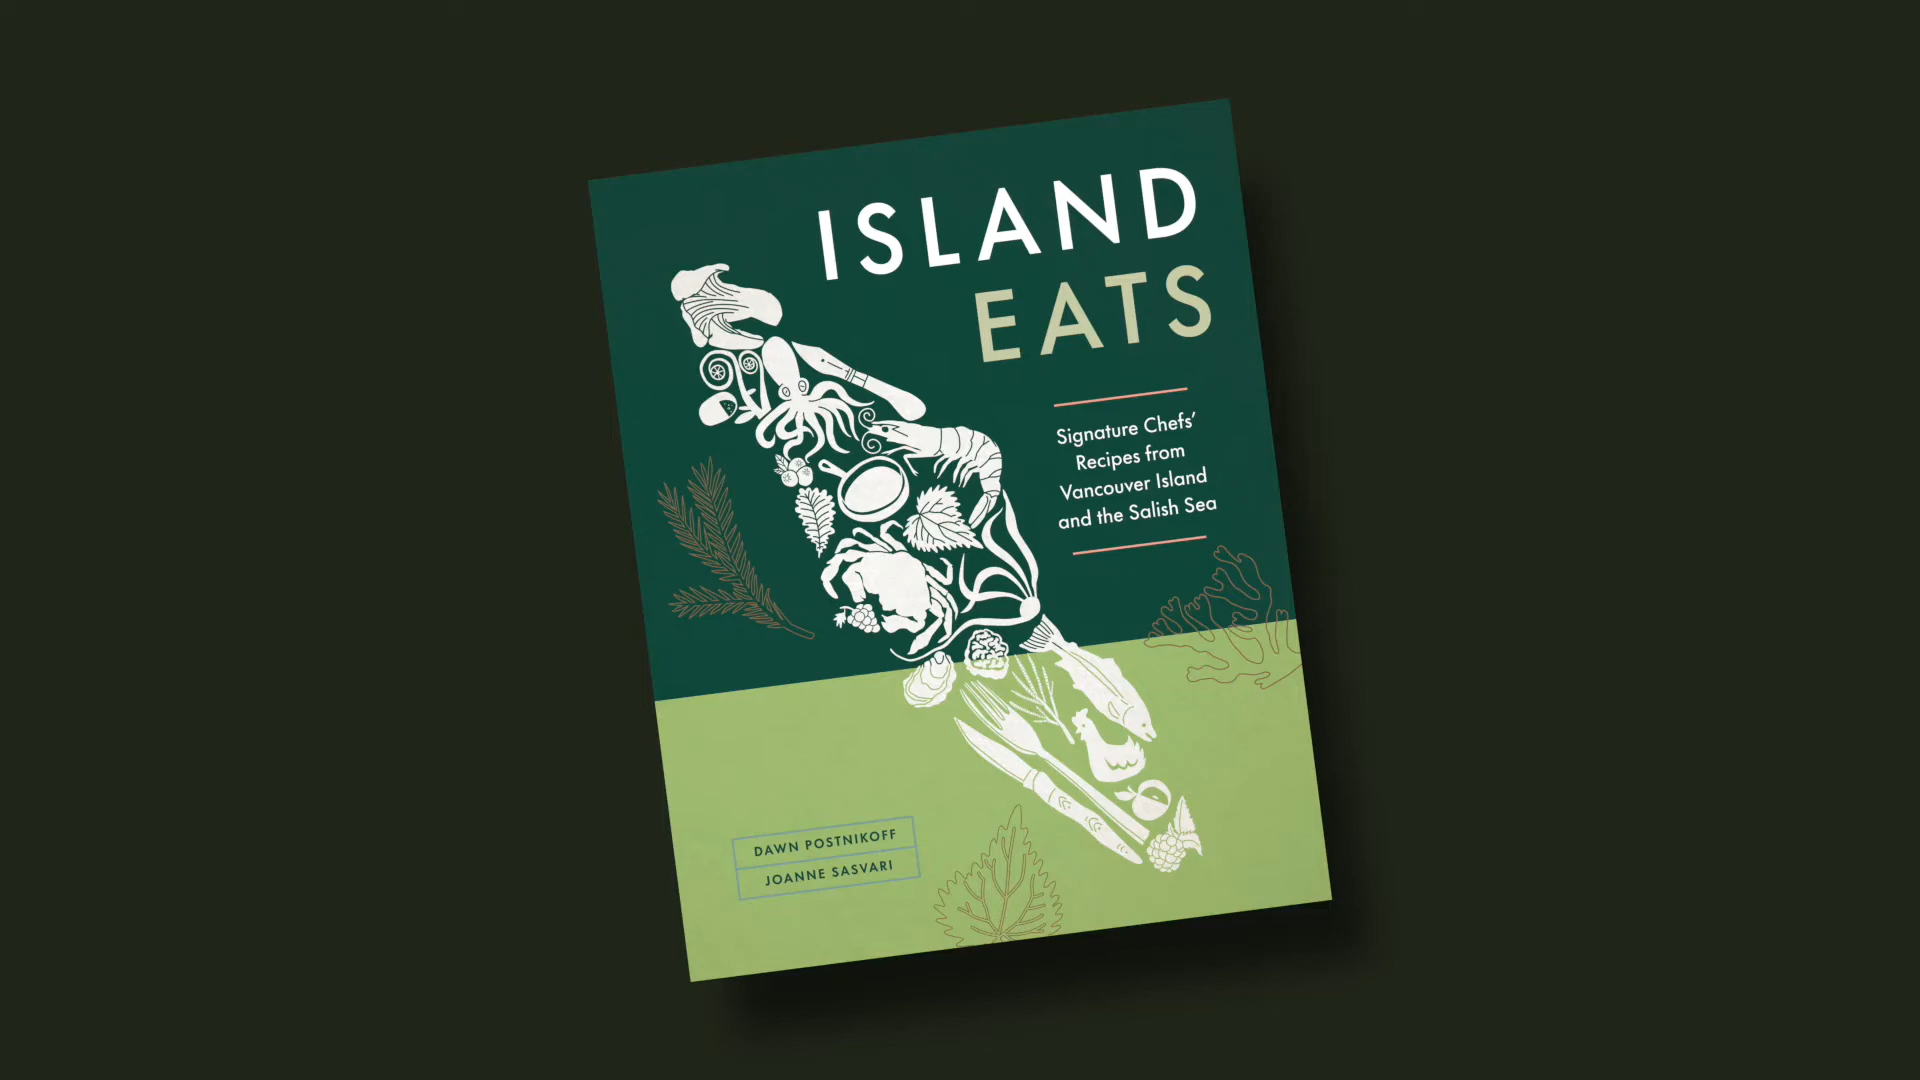 ISLAND
EATS
Signature Chefs’
Recipes from
Vancouver Island
and the Salish Sea
DAWN POSTNIKOFF
JOANNE SASVARI